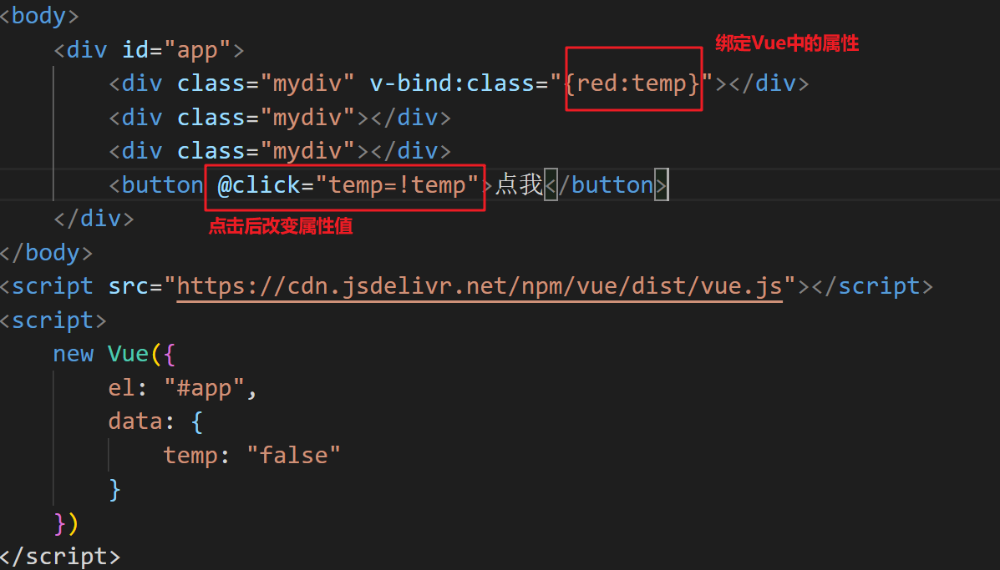 <body>
<div id="app">
绑定Vue中的属性
<div class="mydiv" v-bind:class="{red:temp}"></div>
<div class="mydiv"></div>
<div class="mydiv"></div>
<button @click="temp=!temp">点我</button>
点击后改变属性值
</div>
</body>
<script src="https://cdn.jsdelivr.net/npm/vue/dist/vue.js"></script>
<script>
new Vue({
el: "#app",
data: {
temp: "false"
}
})
</script>